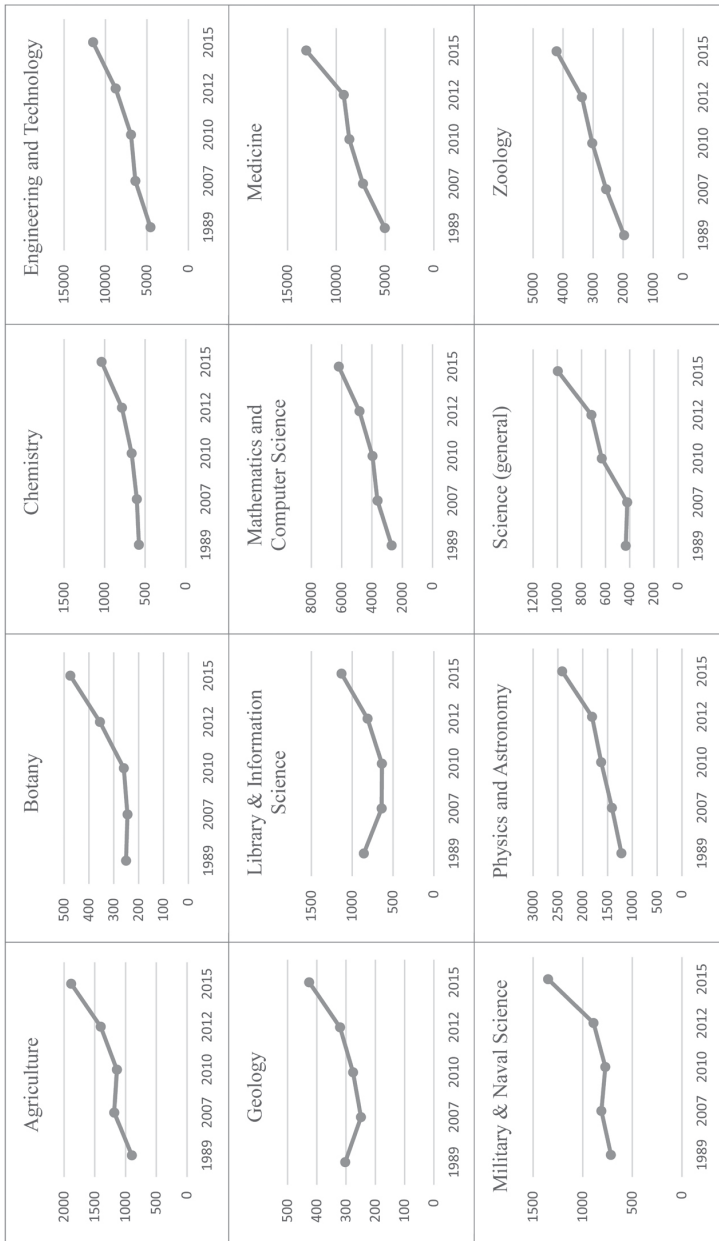 Agriculture
2000
1500
1000
500
0
1989 2007 2010 2012 2015
Botany
500
400
300
200
100
0
1989 2007 2010 2012 2015
Chemistry
1500
1000
500
0
1989 2007 2010 2012 2015
Engineering and Technology
15000
10000
5000
0
1989 2007 2010 2012 2015
Geology
500
400
300
200
100
0
1989 2007 2010 2012 2015
Library & Information
Science
1500
1000
500
0
1989 2007 2010 2012 2015
Mathematics and
Computer Science
8000
6000
4000
2000
0
1989 2007 2010 2012 2015
Medicine
15000
10000
5000
0
1989 2007 2010 2012 2015
Military & Naval Science
1500
1000
500
0
1989 2007 2010 2012 2015
Physics and Astronomy
3000
2500
2000
1500
1000
500
0
1989 2007 2010 2012 2015
Science (general)
1200
1000
800
600
400
200
0
1989 2007 2010 2012 2015
Zoology
5000
4000
3000
2000
1000
0
1989 2007 2010 2012 2015